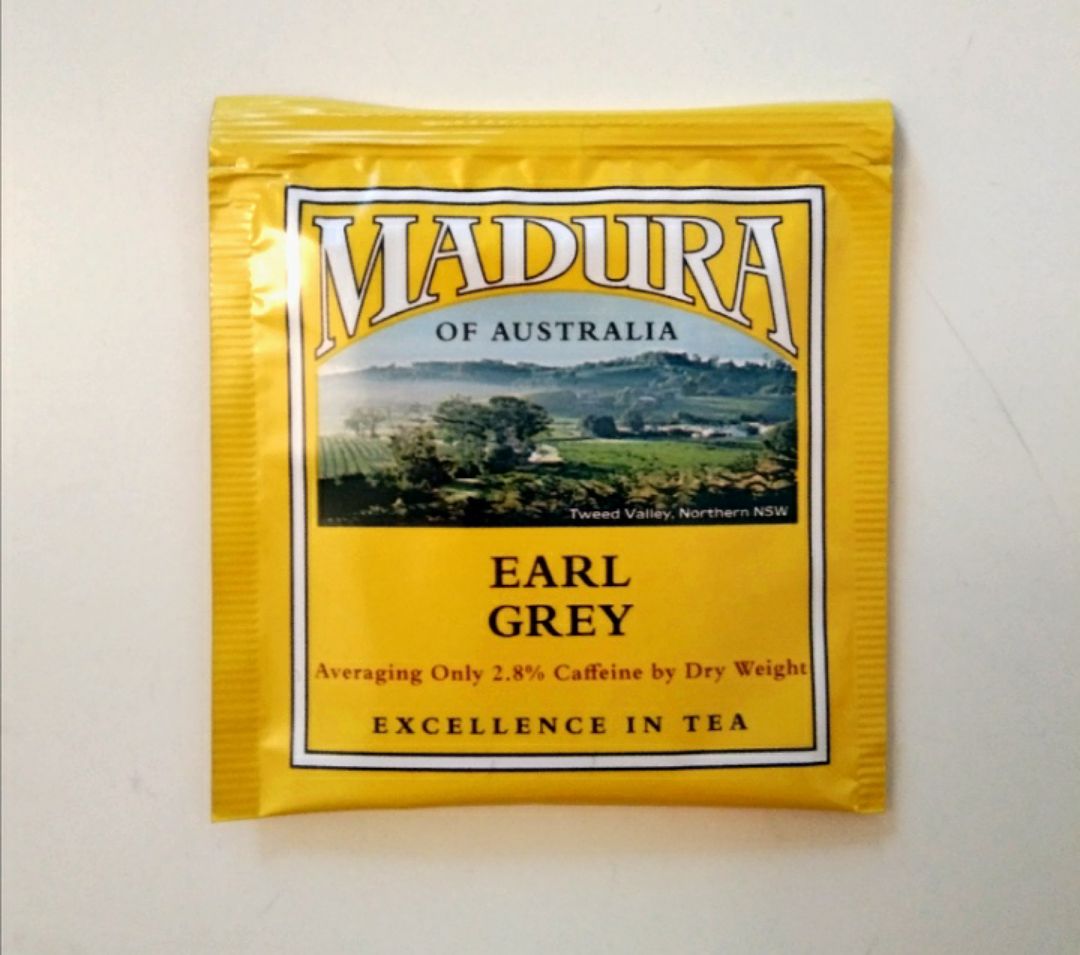 MADURA
OF AUSTRALIA
Tweed Valley, Northern NSW
EARL
GREY
Averaging Only 2.8% Caffeine by Dry Weight
EXCELLENCE IN TEA